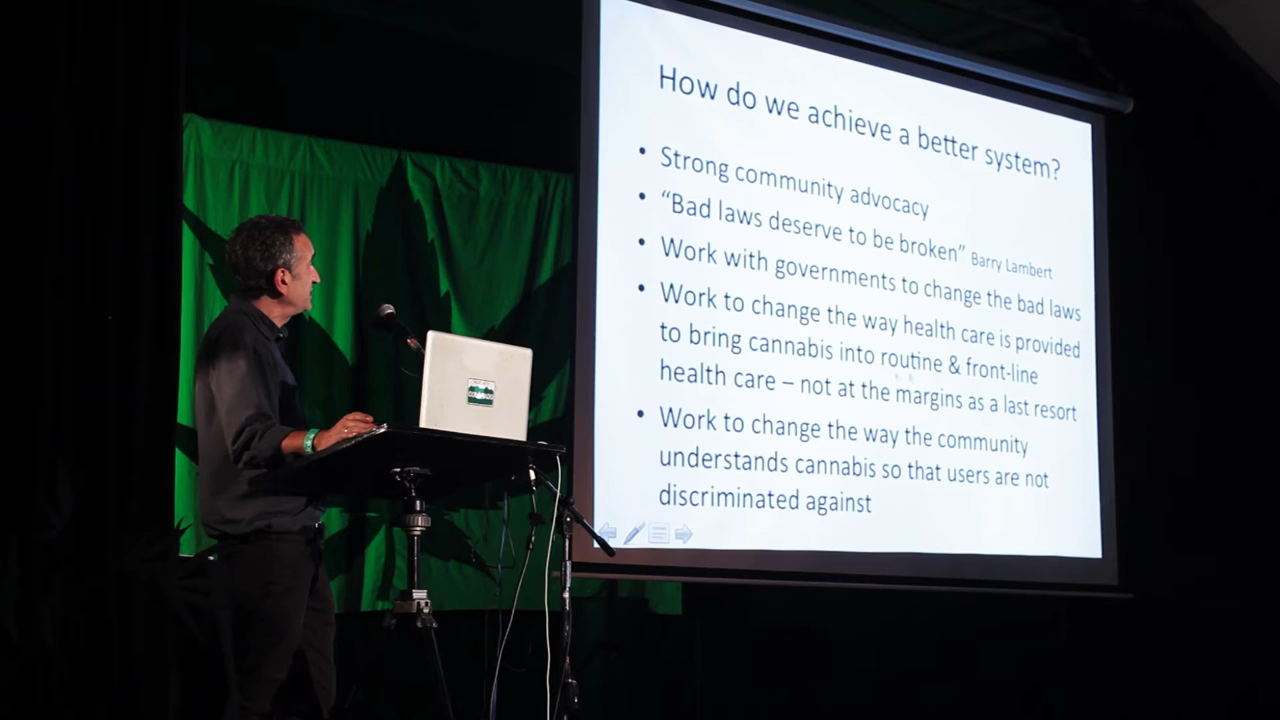 How do we achieve a better system?
• Strong community advocacy
• “Bad laws deserve to be broken” Barry Lambert
• Work with governments to change the bad laws
• Work to change the way health care is provided
to bring cannabis into routine & front-line
health care – not at the margins as a last resort
• Work to change the way the community
understands cannabis so that users are not
discriminated against